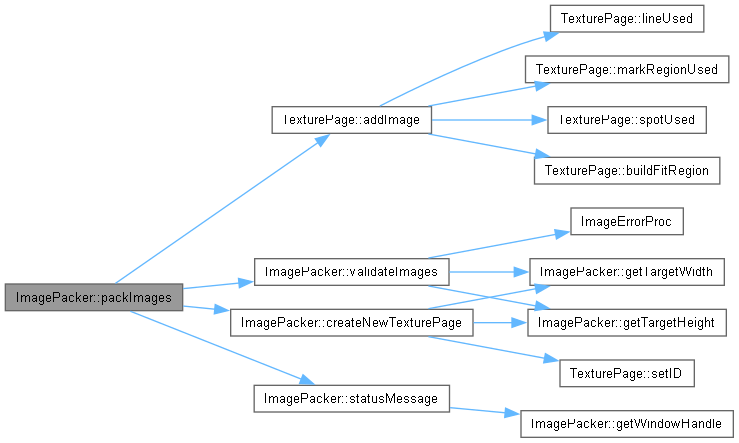 TexturePage::lineUsed
TexturePage::markRegionUsed
TexturePage::addImage
TexturePage::spotUsed
TexturePage::buildFitRegion
ImageErrorProc
ImagePacker::validateImages
ImagePacker::getTargetWidth
ImagePacker::packImages
ImagePacker::createNewTexturePage
ImagePacker::getTargetHeight
TexturePage::setID
ImagePacker::statusMessage
ImagePacker::getWindowHandle